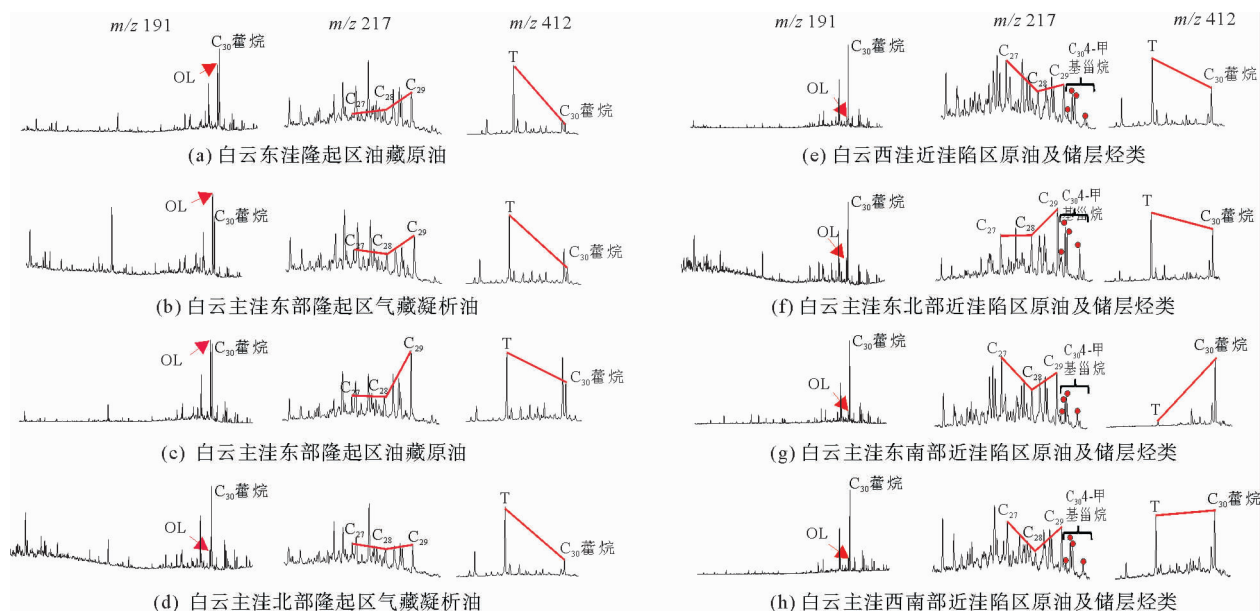 m/z 191 m/z 217 m/z 412
C30藿烷
OL
C27 C28 C29
T
C30藿烷
(a) 白云东洼隆起区油藏原油
OL
C30藿烷
C27 C28 C29
T
C30藿烷
(b) 白云主洼东部隆起区气藏凝析油
OL
C30藿烷
C27 C28 C29
T
C30藿烷
(c) 白云主洼东部隆起区油藏原油
C30藿烷
OL
C27 C28 C29
T
C30藿烷
(d) 白云主洼北部隆起区气藏凝析油
m/z 191 m/z 217 m/z 412
C30藿烷
OL
C27 C28 C29
C304-甲
基甾烷
T
C30藿烷
(e) 白云西洼近洼陷区原油及储层烃类
C30藿烷
OL
C27 C28 C29
C304-甲
基甾烷
T
C30藿烷
(f) 白云主洼东北部近洼陷区原油及储层烃类
C30藿烷
OL
C27 C28 C29
C304-甲
基甾烷
T
C30藿烷
(g) 白云主洼东南部近洼陷区原油及储层烃类
C30藿烷
OL
C27 C28 C29
C304-甲
基甾烷
T
C30藿烷
(h) 白云主洼西南部近洼陷区原油及储层烃类